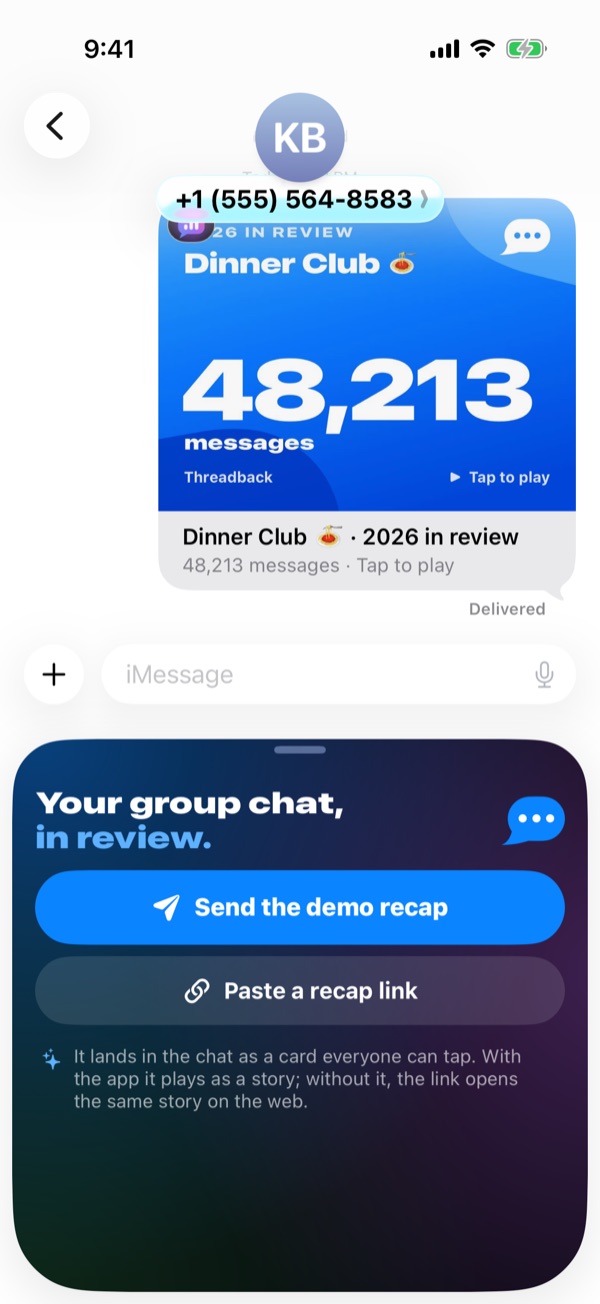 9:41
KB
+1 (555) 564-8583
26 IN REVIEW
Dinner Club 🍝
48,213
messages
Threadback
Tap to play
Dinner Club 🍝 · 2026 in review
48,213 messages · Tap to play
Delivered
iMessage
Your group chat,
in review.
Send the demo recap
Paste a recap link
It lands in the chat as a card everyone can tap. With
the app it plays as a story; without it, the link opens
the same story on the web.